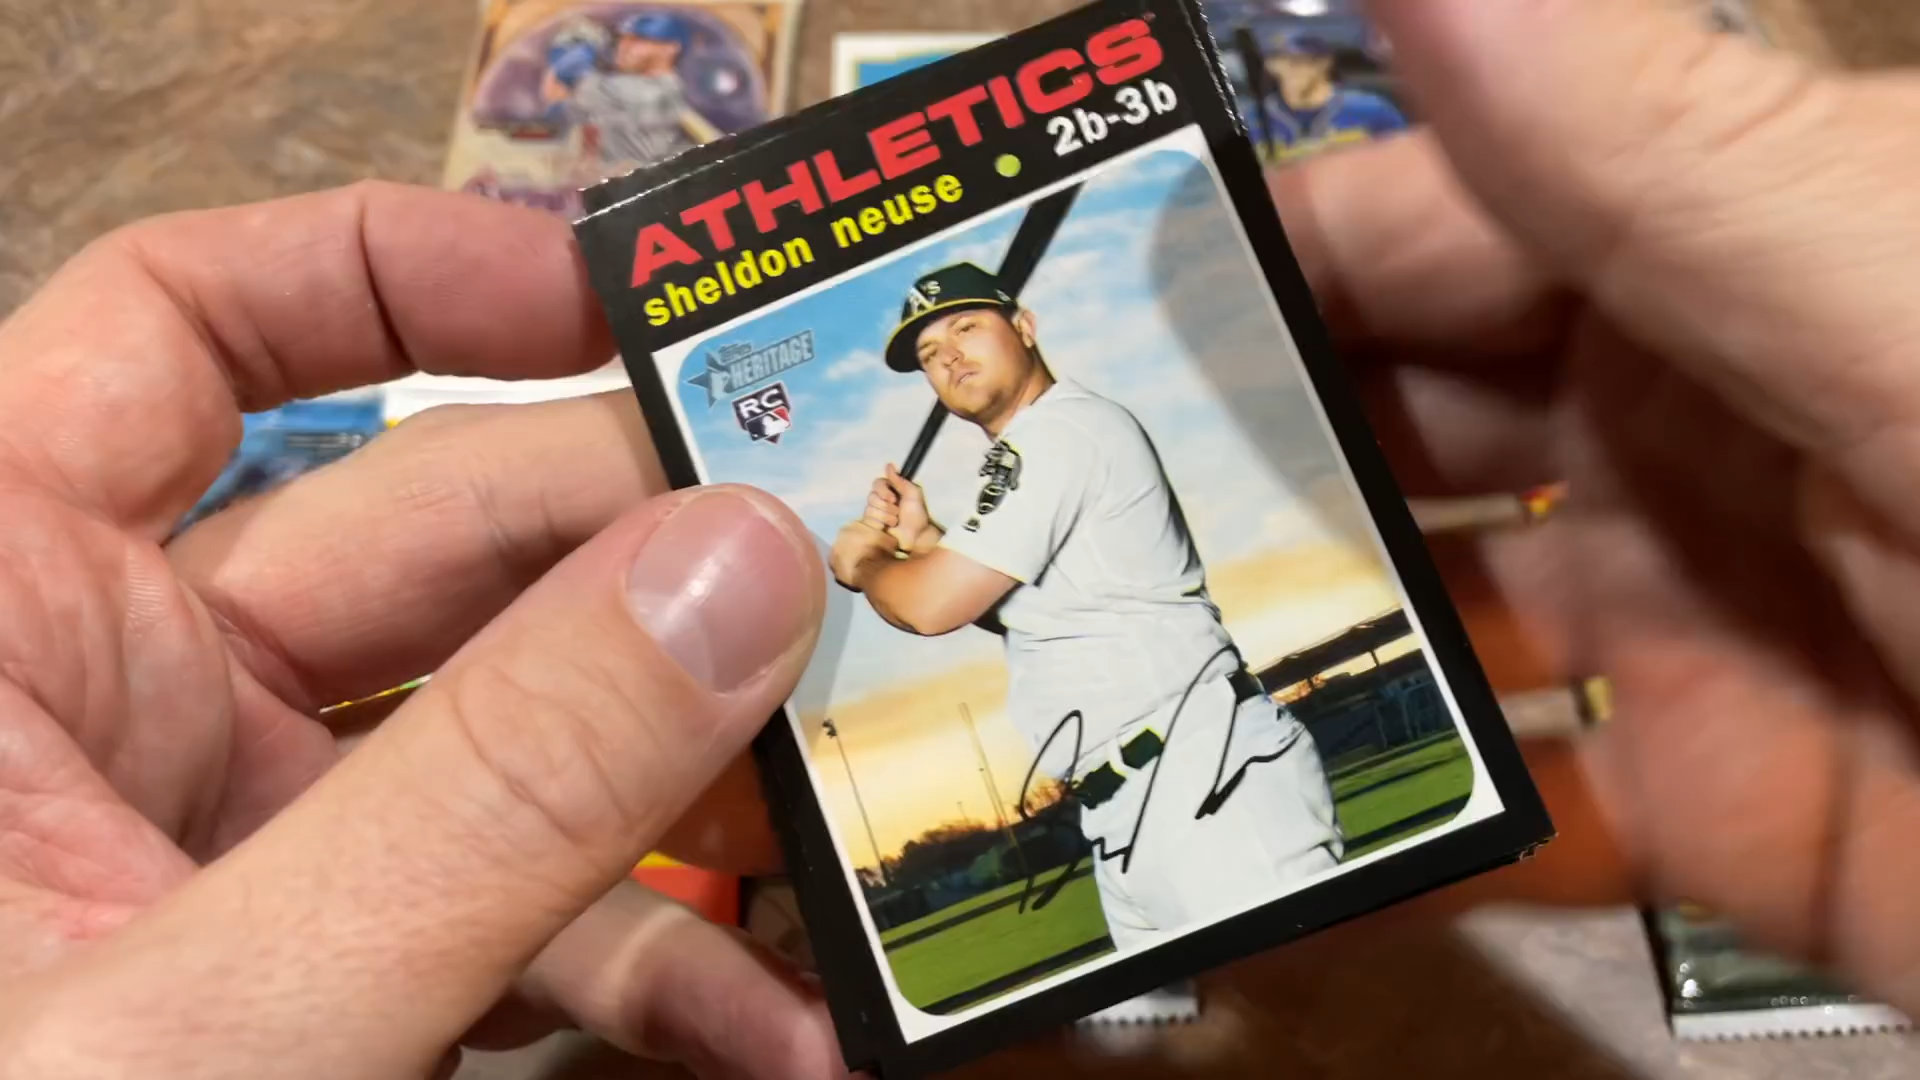 ATHLETICS
sheldon neuse • 2b-3b
topps
HERITAGE
RC
A's